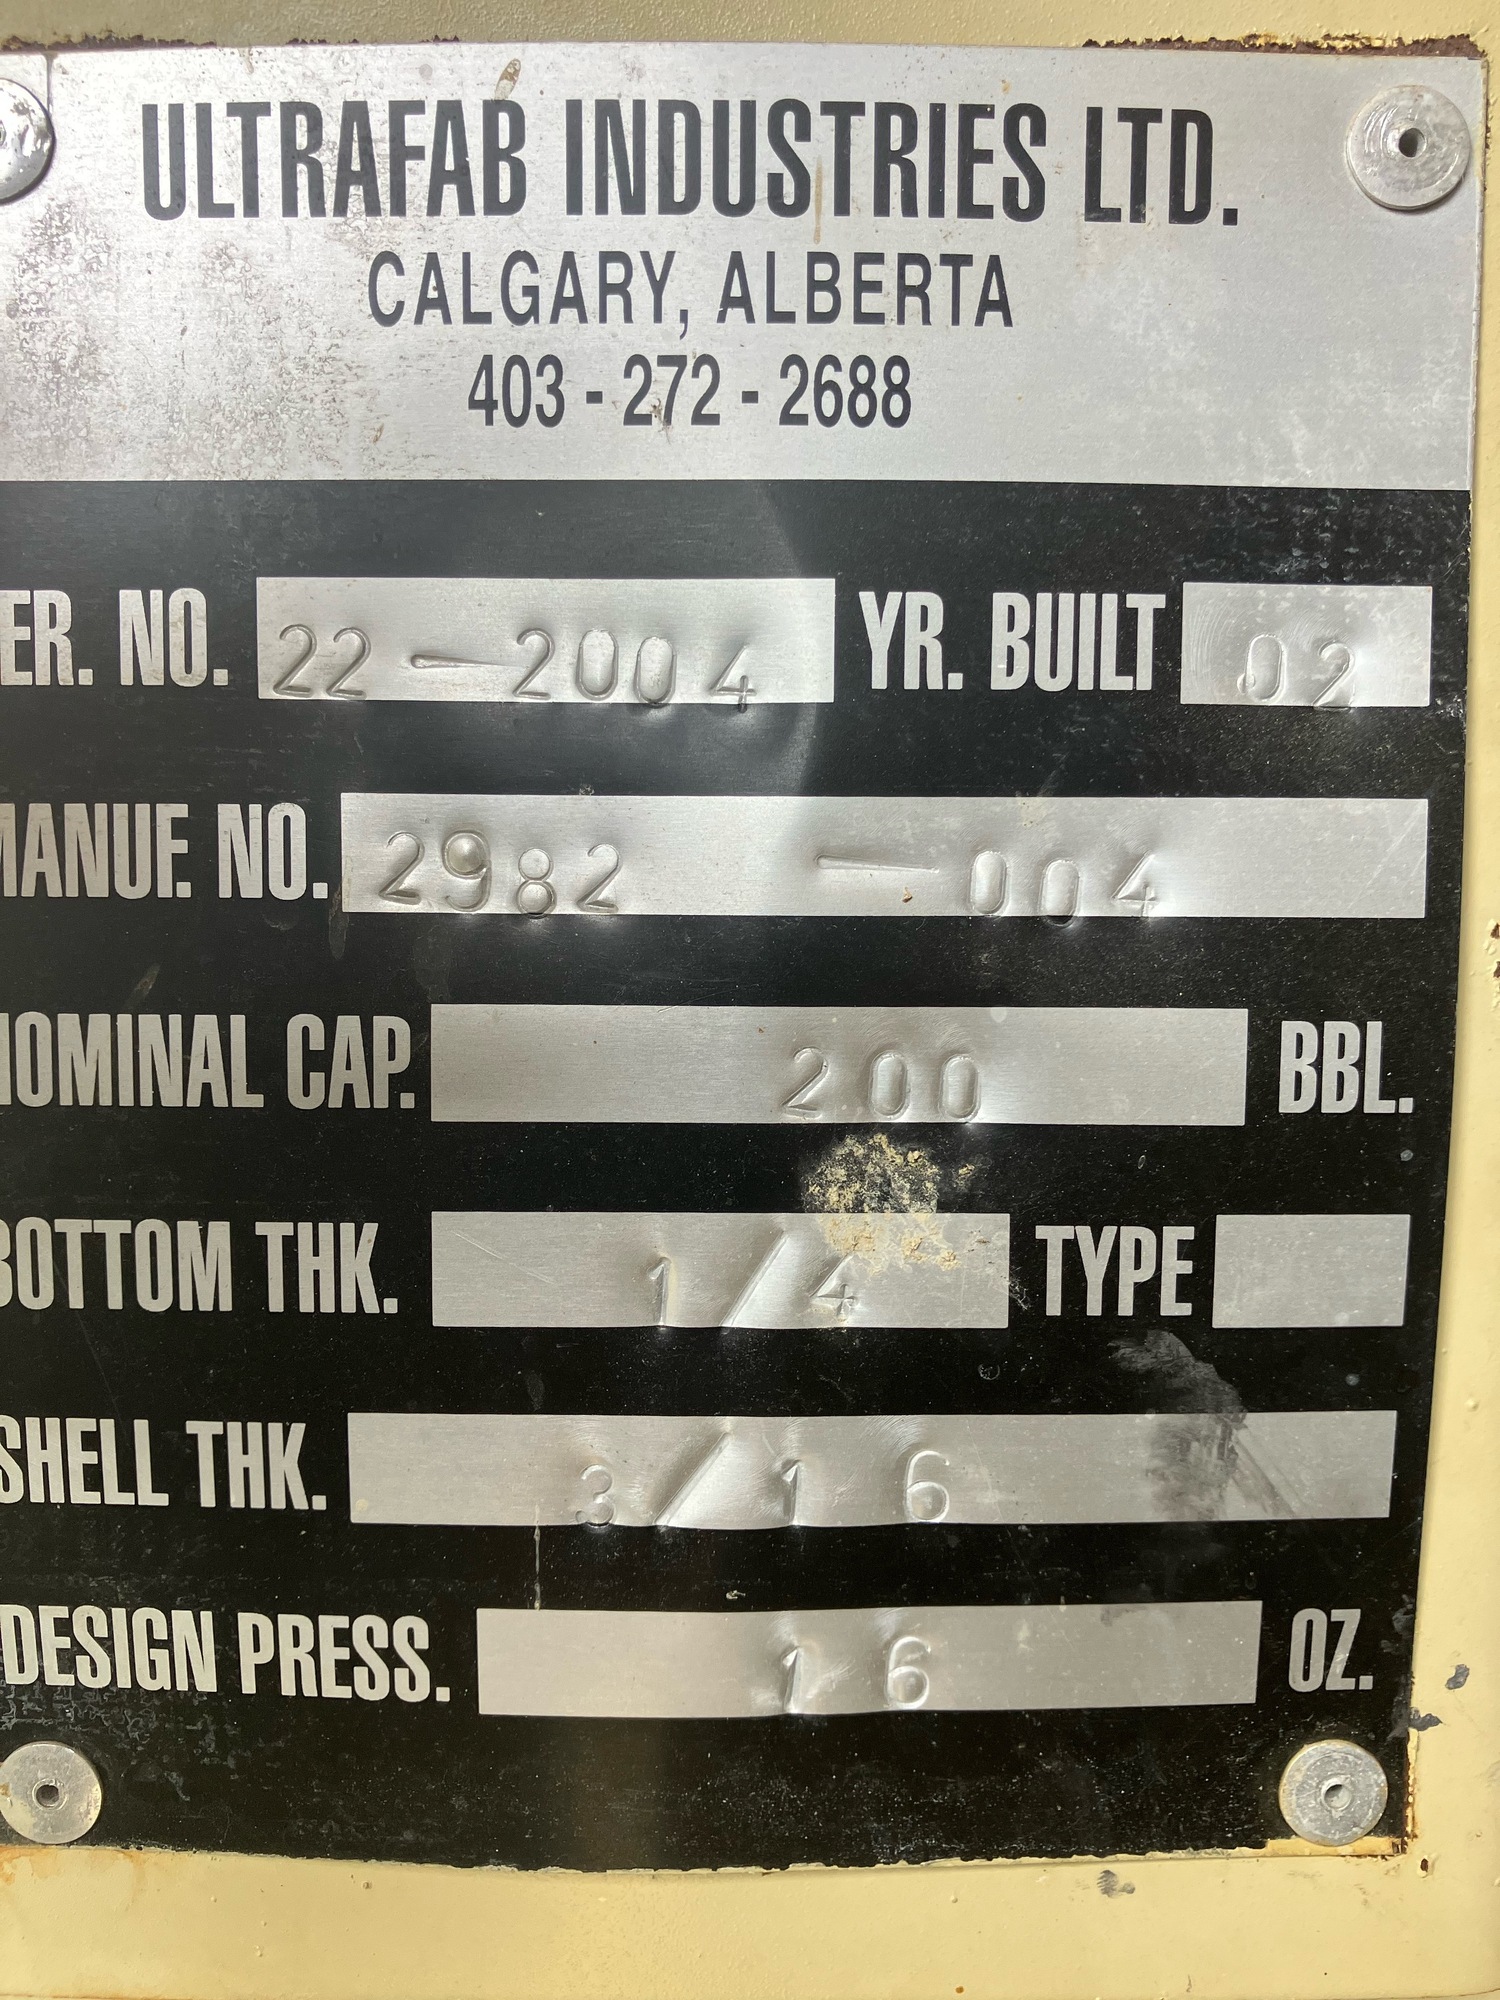 ULTRAFAB INDUSTRIES LTD.
CALGARY, ALBERTA
403 - 272 - 2688
ER. NO. 22 - 2004 YR. BUILT 02
MANUF. NO. 2982 - 004
NOMINAL CAP. 200 BBL.
BOTTOM THK. 1/4 TYPE
SHELL THK. 3/16
DESIGN PRESS. 16 OZ.